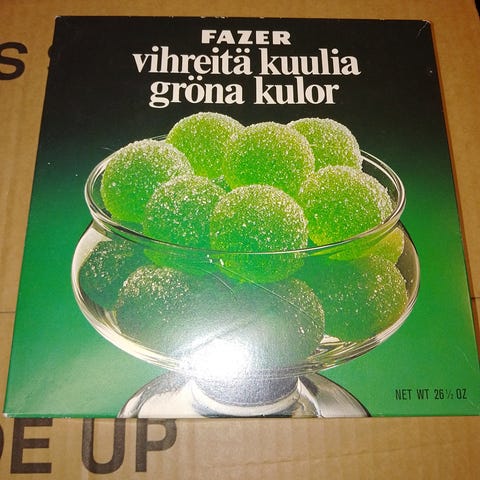 S
FAZER
vihreitä kuulia
gröna kulor
NET WT 26½ OZ
DE UP